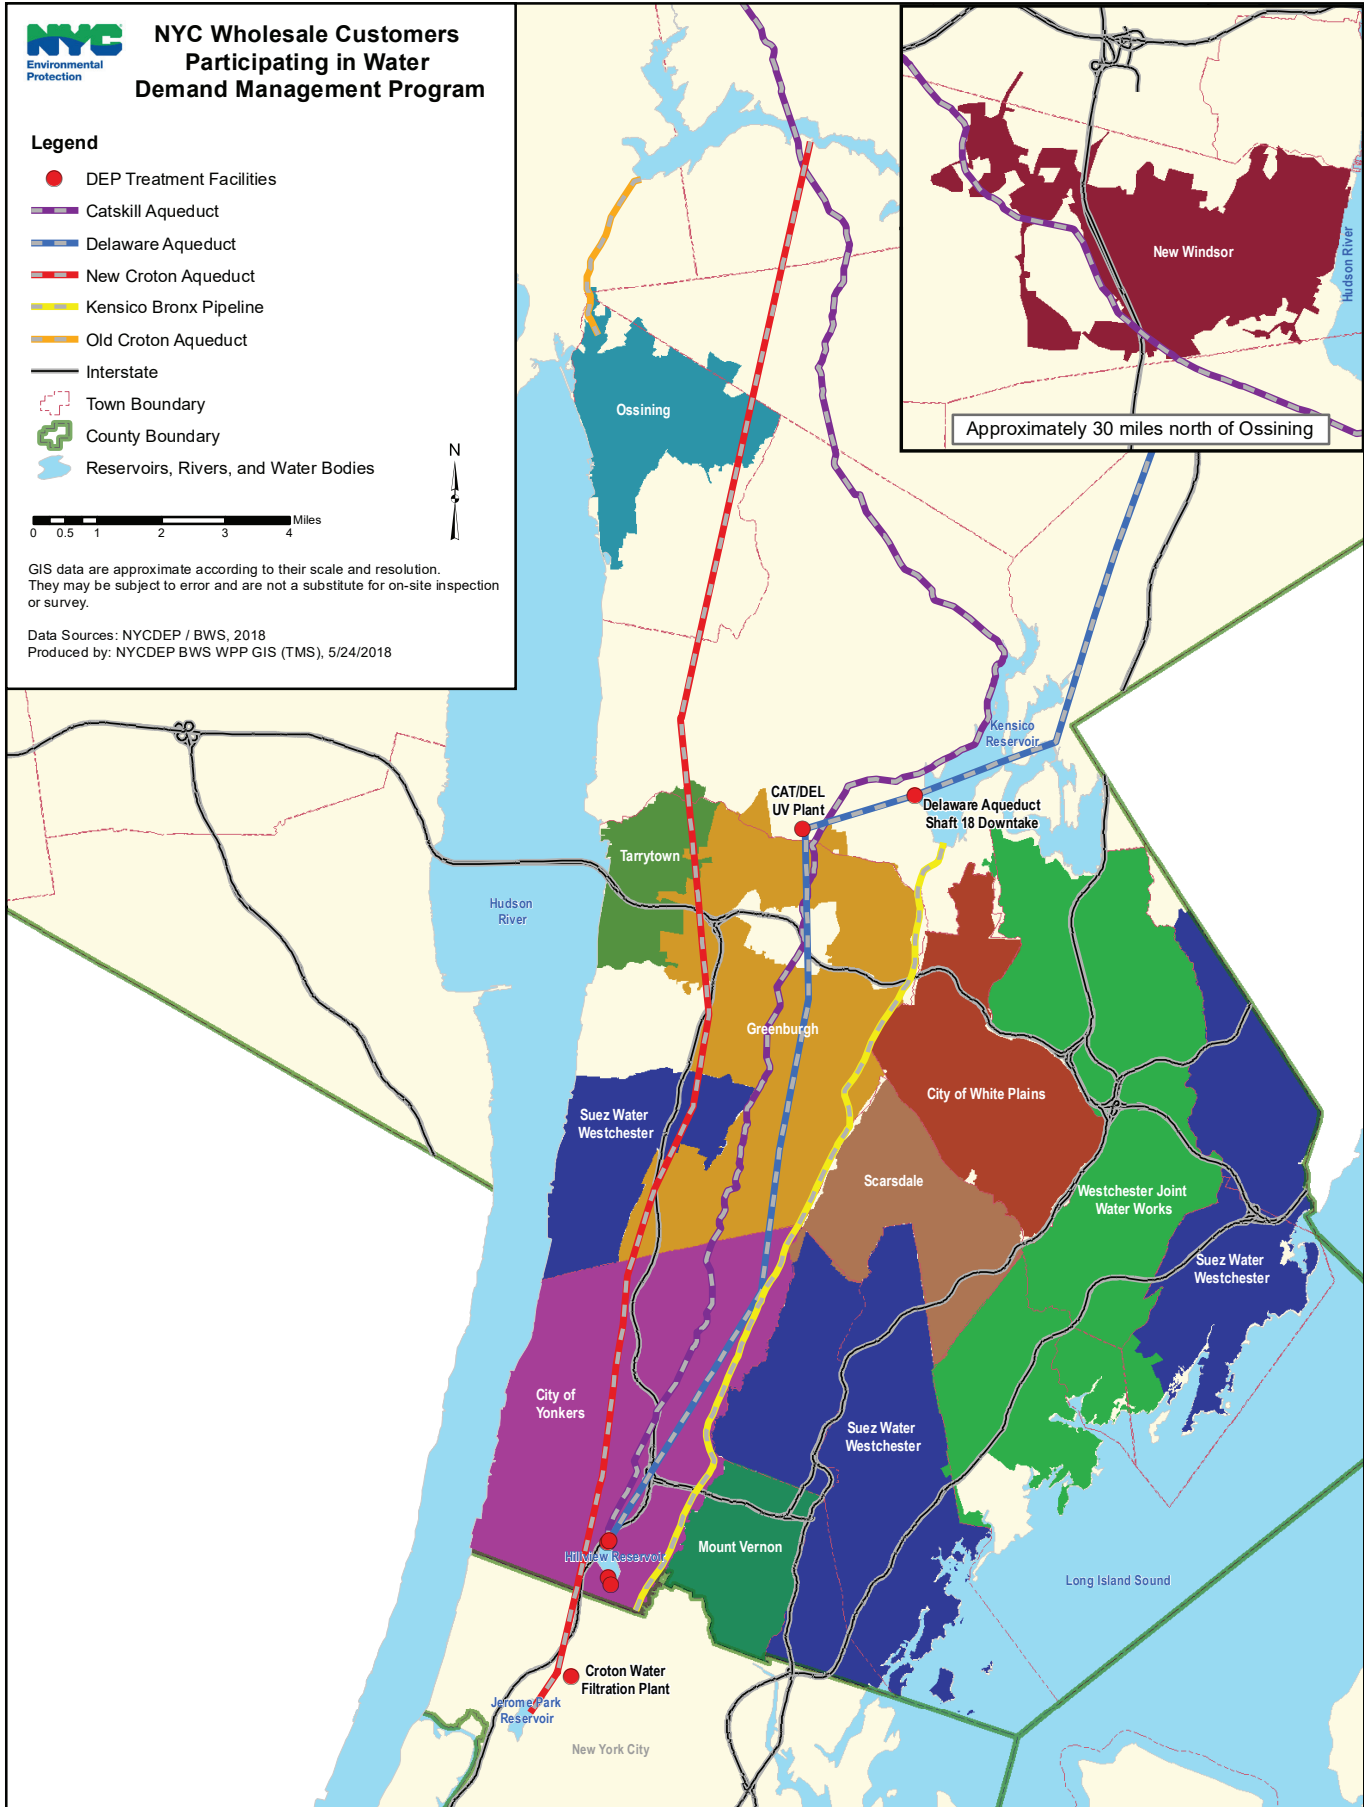 NYC
Environmental
Protection
NYC Wholesale Customers
Participating in Water
Demand Management Program
Legend
DEP Treatment Facilities
Catskill Aqueduct
Delaware Aqueduct
New Croton Aqueduct
Kensico Bronx Pipeline
Old Croton Aqueduct
Interstate
Town Boundary
County Boundary
Reservoirs, Rivers, and Water Bodies
N
Miles
0 0.5 1 2 3 4
GIS data are approximate according to their scale and resolution.
They may be subject to error and are not a substitute for on-site inspection
or survey.
Data Sources: NYCDEP / BWS, 2018
Produced by: NYCDEP BWS WPP GIS (TMS), 5/24/2018
New Windsor
Hudson River
Approximately 30 miles north of Ossining
Ossining
Kensico
Reservoir
CAT/DEL
UV Plant
Delaware Aqueduct
Shaft 18 Downtake
Tarrytown
Hudson
River
Greenburgh
City of White Plains
Suez Water
Westchester
Scarsdale
Westchester Joint
Water Works
Suez Water
Westchester
City of
Yonkers
Suez Water
Westchester
Mount Vernon
Hillview Reservoir
Long Island Sound
Croton Water
Filtration Plant
Jerome Park
Reservoir
New York City